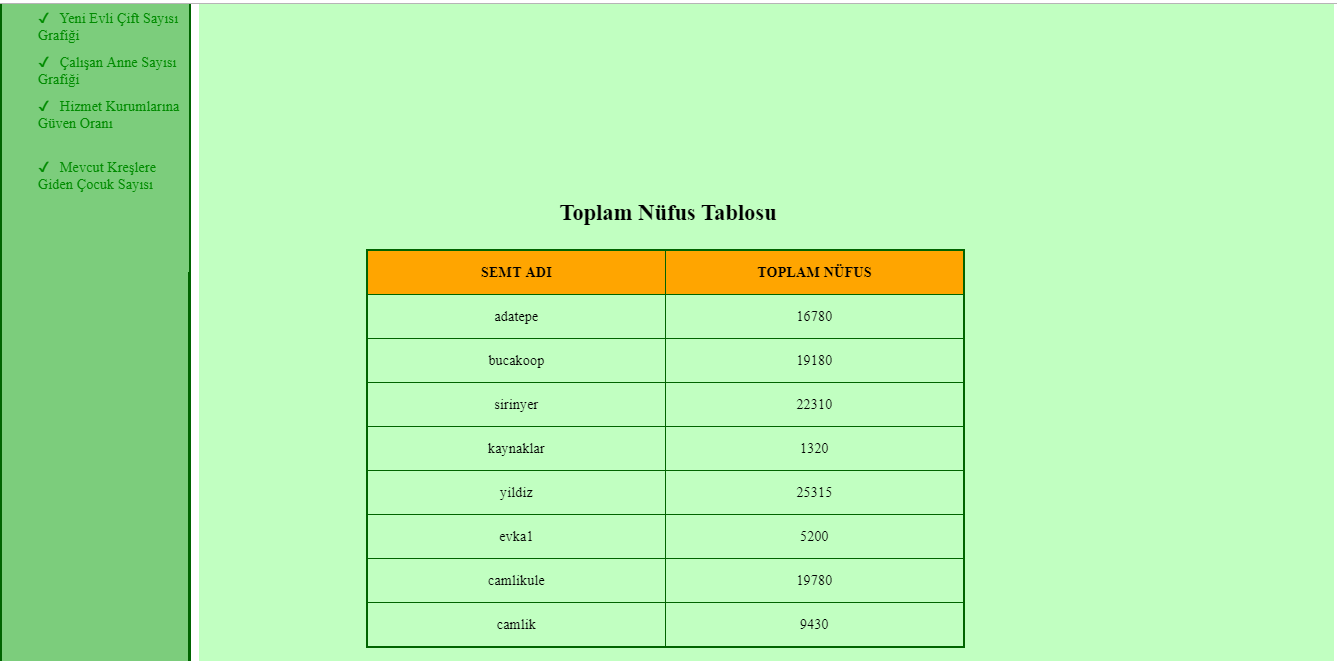 ✓ Yeni Evli Çift Sayısı
Grafiği
✓ Çalışan Anne Sayısı
Grafiği
✓ Hizmet Kurumlarına
Güven Oranı
✓ Mevcut Kreşlere
Giden Çocuk Sayısı
Toplam Nüfus Tablosu
SEMT ADI TOPLAM NÜFUS
adatepe 16780
bucakoop 19180
sirinyer 22310
kaynaklar 1320
yildiz 25315
evka1 5200
camlikule 19780
camlik 9430